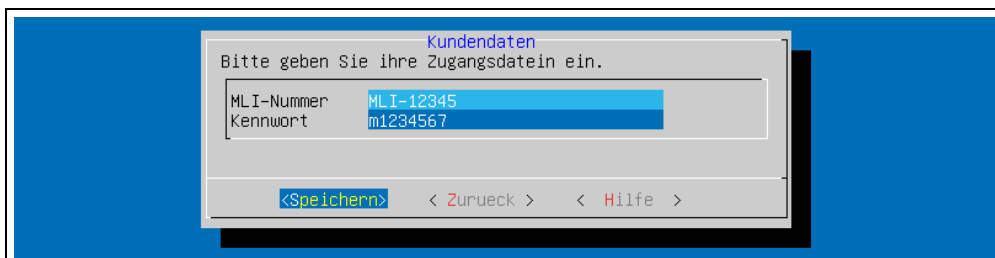 Kundendaten
Bitte geben Sie ihre Zugangsdatein ein.
MLI-Nummer MLI-12345
Kennwort m1234567
<Speichern> < Zurueck > < Hilfe >